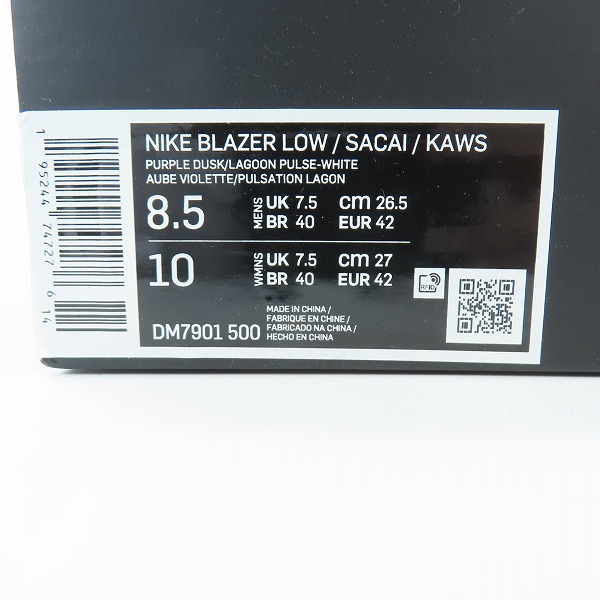 NIKE BLAZER LOW / SACAI / KAWS
PURPLE DUSK/LAGOON PULSE-WHITE
AUBE VIOLETTE/PULSATION LAGON
8.5 MENS UK 7.5 cm 26.5
BR 40 EUR 42
10 WMNS UK 7.5 cm 27
BR 40 EUR 42
RFID
DM7901 500
MADE IN CHINA /
FABRIQUE EN CHINE /
FABRICADO NA CHINA /
HECHO EN CHINA
1 95244 74727 6 14